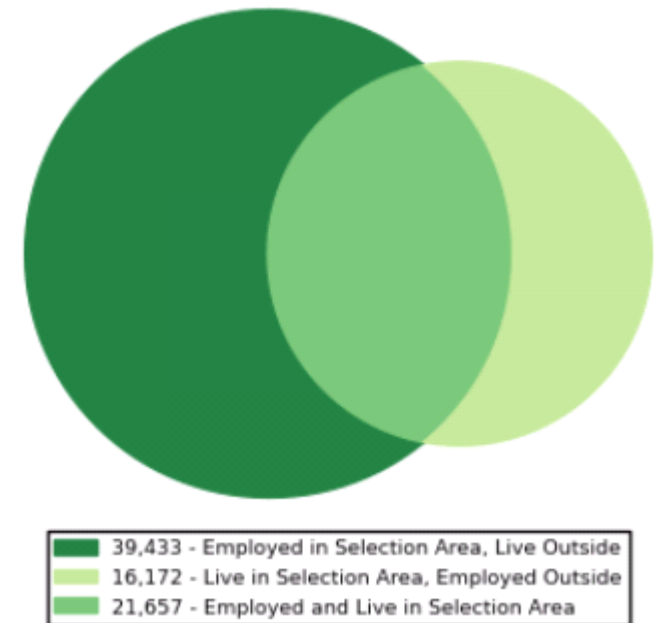 39,433 - Employed in Selection Area, Live Outside
16,172 - Live in Selection Area, Employed Outside
21,657 - Employed and Live in Selection Area